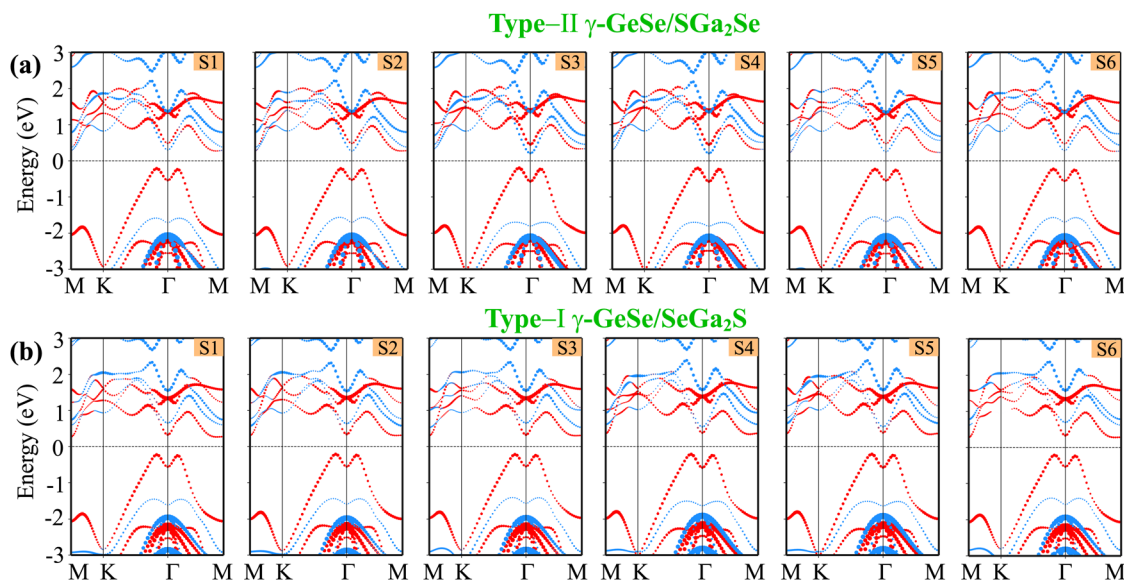 Type–II γ-GeSe/SGa₂Se
(a)
S1 S2 S3 S4 S5 S6
Energy (eV)
3
2
1
0
-1
-2
-3
M K Γ M M K Γ M M K Γ M M K Γ M M K Γ M M K Γ M
Type–I γ-GeSe/SeGa₂S
(b)
S1 S2 S3 S4 S5 S6
Energy (eV)
3
2
1
0
-1
-2
-3
M K Γ M M K Γ M M K Γ M M K Γ M M K Γ M M K Γ M